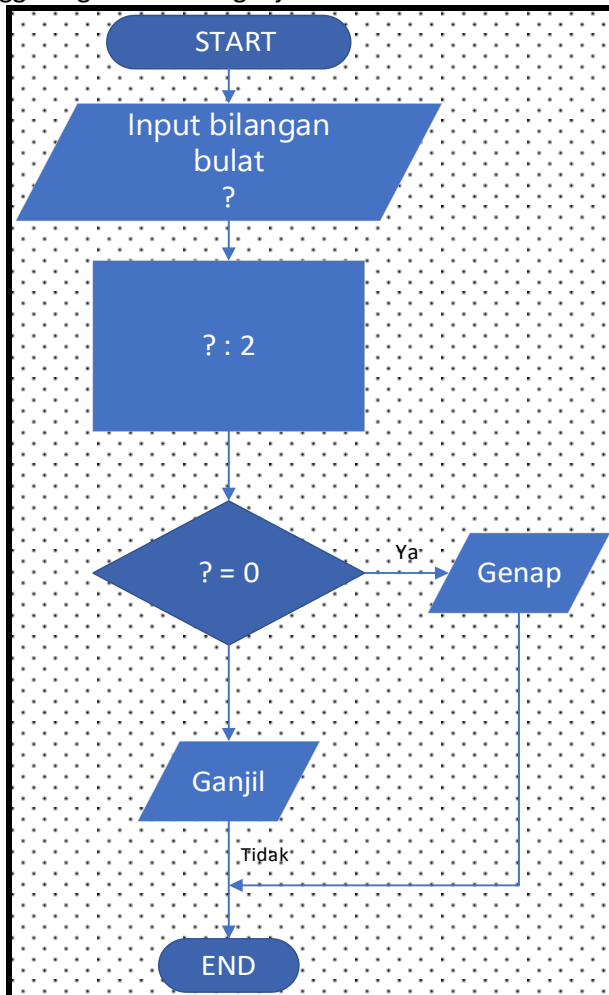 START
Input bilangan
bulat
?
? : 2
? = 0
Ya
Genap
Ganjil
Tidak
END